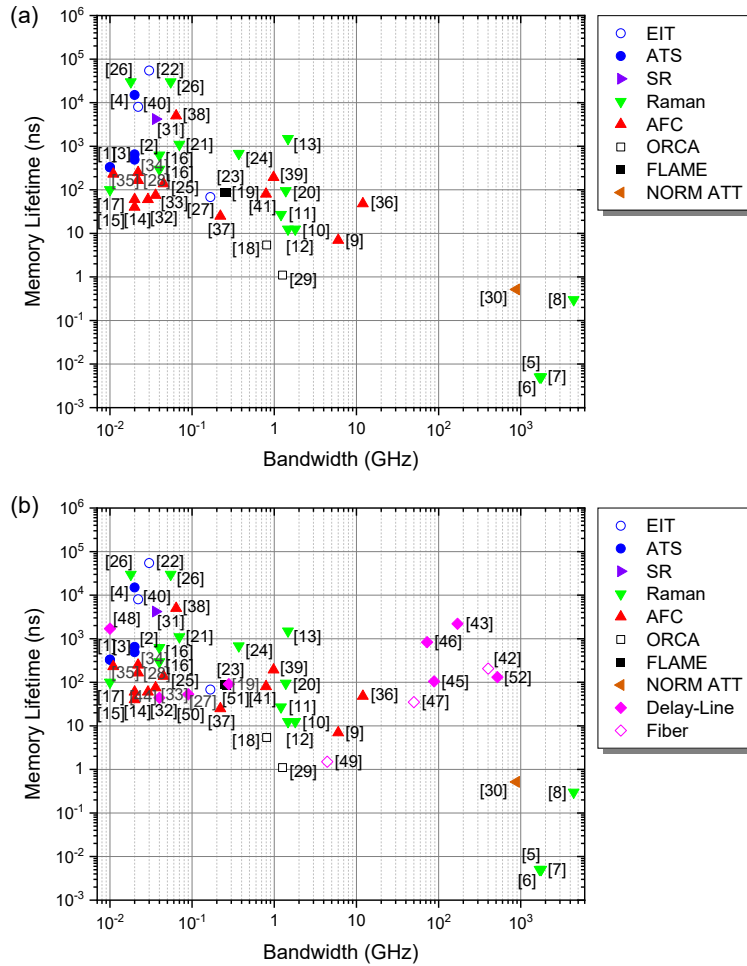 (a)
10^6
10^5
10^4
10^3
10^2
10^1
1
10^-1
10^-2
10^-3
Memory Lifetime (ns)
[26] [22]
[26]
[4] [40]
[38]
[31]
[1] [3] [2] [21] [13]
[34] [16] [24]
[35] [28] [16] [23] [39]
[25] [19] [20]
[17] [33] [27] [41] [36]
[15] [14] [32] [37] [11]
[18] [10]
[12] [9]
[29]
[30] [8]
[5]
[6] [7]
10^-2 10^-1 1 10 10^2 10^3
Bandwidth (GHz)
EIT
ATS
SR
Raman
AFC
ORCA
FLAME
NORM ATT
(b)
10^6
10^5
10^4
10^3
10^2
10^1
1
10^-1
10^-2
10^-3
Memory Lifetime (ns)
[26] [22]
[26]
[4] [40]
[38]
[48] [31] [43]
[1] [3] [2] [21] [13] [46]
[34] [16] [24] [42]
[35] [28] [16] [23] [39]
[25] [19] [20] [45] [52]
[17] [14] [33] [27] [51] [41] [36] [47]
[15] [14] [32] [50] [37] [11]
[18] [10]
[12] [9]
[29] [49]
[30] [8]
[5]
[6] [7]
10^-2 10^-1 1 10 10^2 10^3
Bandwidth (GHz)
EIT
ATS
SR
Raman
AFC
ORCA
FLAME
NORM ATT
Delay-Line
Fiber